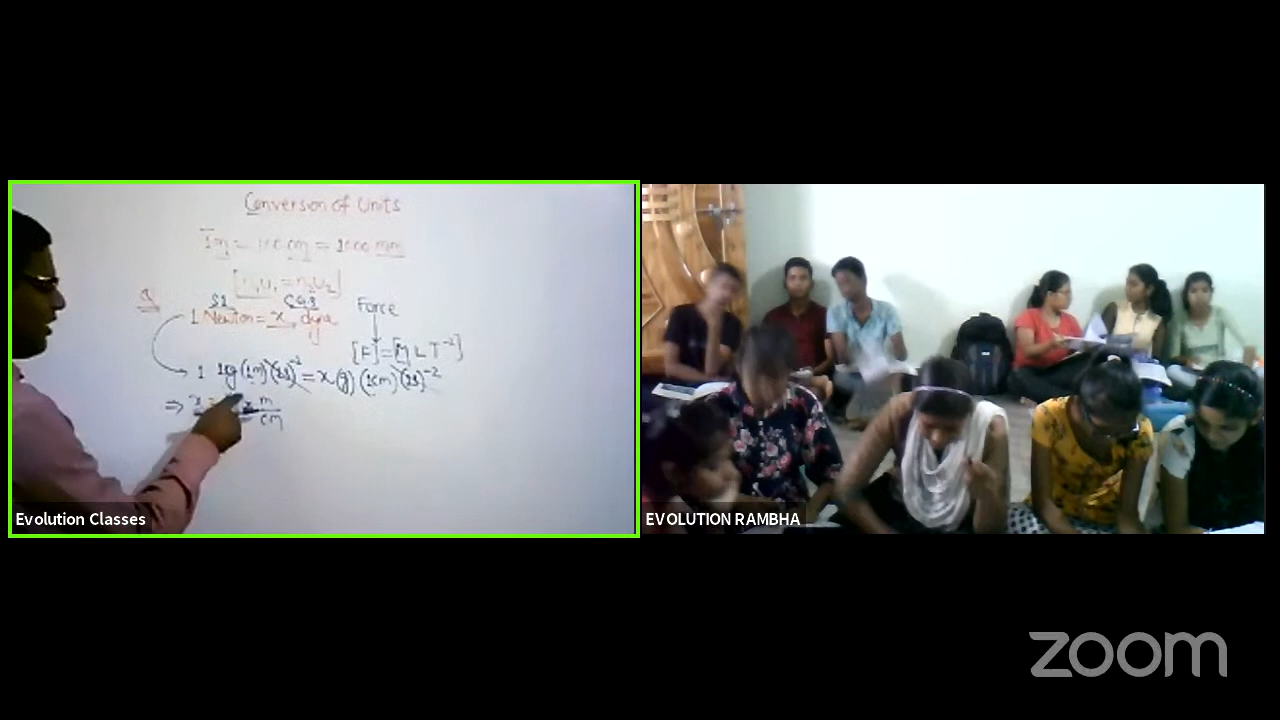 Conversion of Units
1m = 100 cm = 1000 mm
[n₁u₁ = n₂u₂]
Q SI CGS Force
1 Newton = x dyne
[F] = [M L T⁻²]
1 (1m)(1s)⁻² = x (g) (1cm) (1s)⁻²
⇒ x = m
cm
Evolution Classes
EVOLUTION RAMBHA
zoom